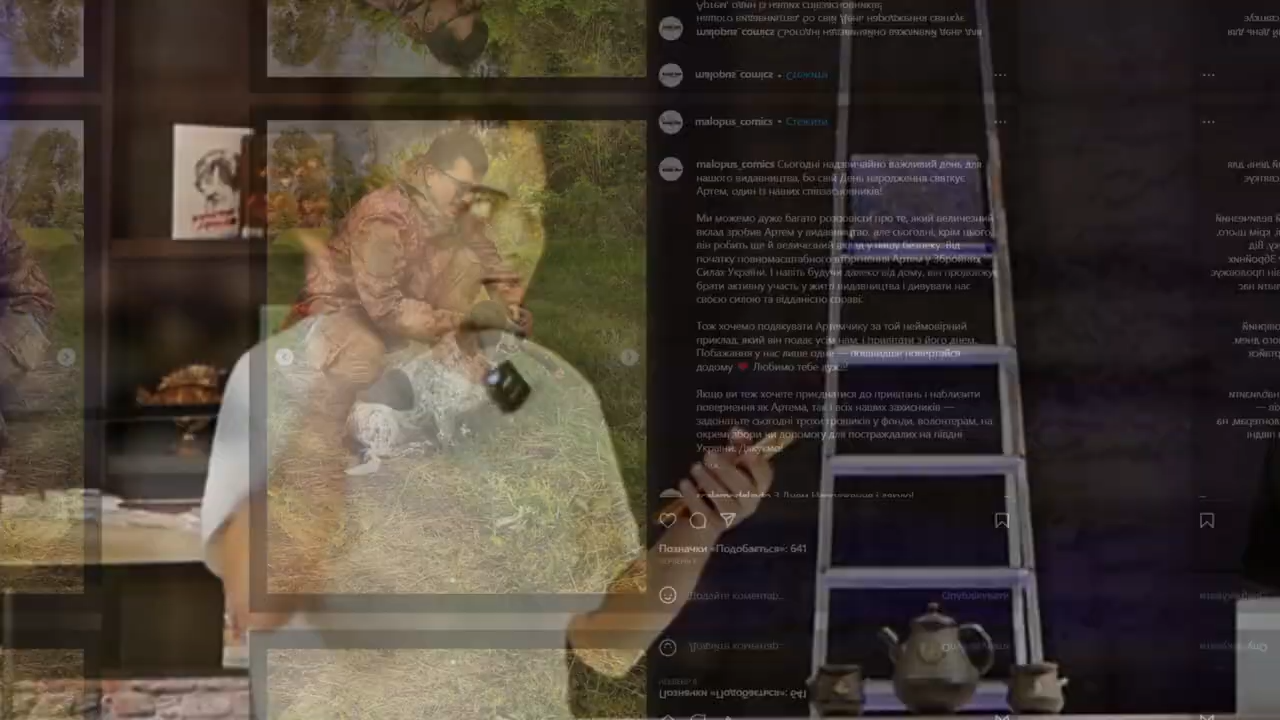 malopus_comics • Стежити
malopus_comics • Стежити
malopus_comics Сьогодні надзвичайно важливий день для
нашого видавництва, бо свій День народження святкує
Артем, один із наших співзасновників!
Ми можемо дуже багато розповісти про те, який величезний
вклад зробив Артем у видавництво, але сьогодні, крім цього,
він робить ще й величезний вклад у нашу безпеку. Від
початку повномасштабного вторгнення Артем у Збройних
Силах України. І навіть будучи далеко від дому, він продовжує
брати активну участь у житті видавництва і дивувати нас
своєю силою та відданістю справі.
Тож хочемо подякувати Артемчику за той неймовірний
приклад, який він подає усім нам, і привітати з його днем.
Побажання у нас лише одне — пошвидше повертайся
додому ❤ Любимо тебе дуже!
Якщо ви теж хочете приєднатися до привітань і наблизити
повернення як Артема, так і всіх наших захисників —
задонатьте сьогодні трохи грошиків у фонди, волонтерам, на
окремі збори чи допомогу для постраждалих на півдні
України. Дякуємо!
Позначки «Подобається»: 641
Додайте коментар...
Опублікувати